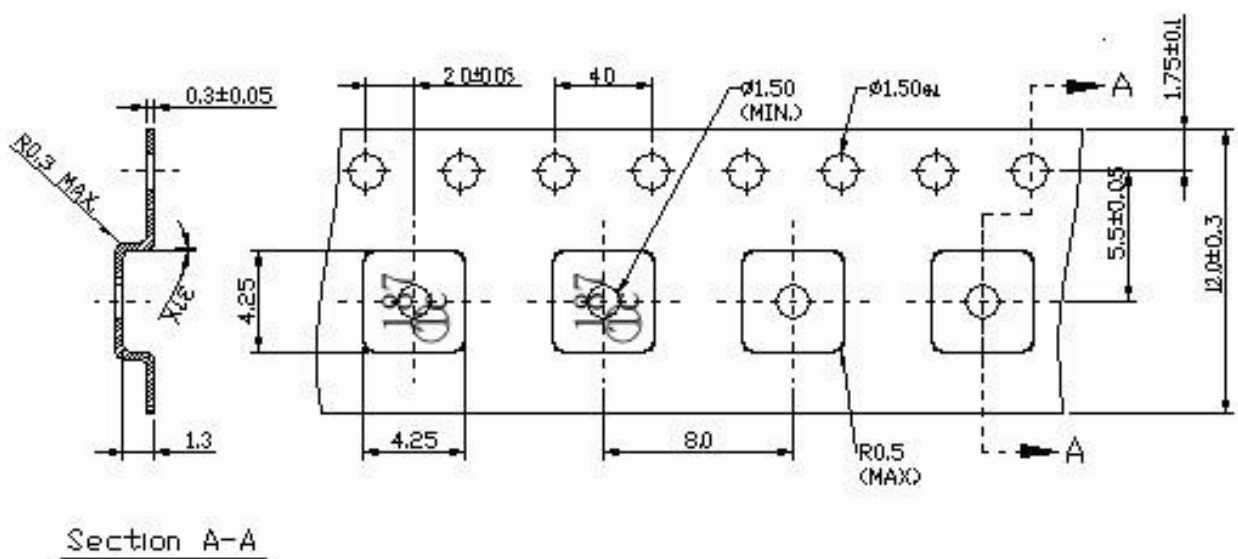 2.0±0.05
4.0
Ø1.50
(MIN.)
Ø1.50
A
1.75±0.1
0.3±0.05
R0.3 MAX.
4.25
5.5±0.05
12.0±0.3
1.3
4.25
8.0
R0.5
(MAX)
A
187
187
Section A-A